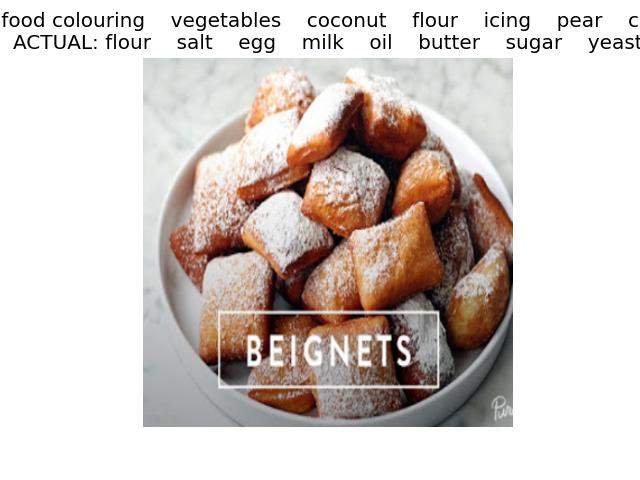 food colouring vegetables coconut flour icing pear
ACTUAL: flour salt egg milk oil butter sugar yeast
BEIGNETS